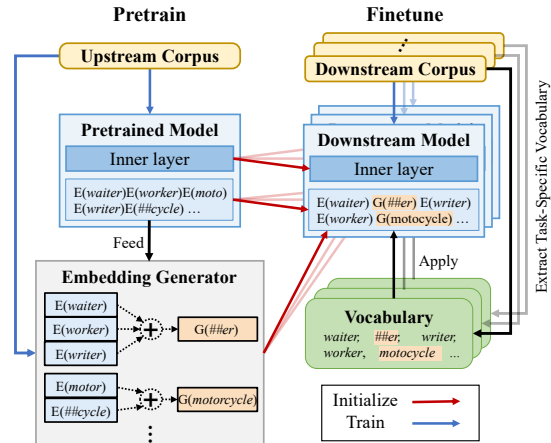 Pretrain
Finetune
Upstream Corpus
Downstream Corpus
Pretrained Model
Inner layer
E(waiter)E(worker)E(moto)
E(writer)E(##cycle) …
Downstream Model
Inner layer
E(waiter) G(##er) E(writer)
E(worker) G(motocycle) …
Extract Task-Specific Vocabulary
Feed
Apply
Embedding Generator
E(waiter)
E(worker)
E(writer)
+
G(##er)
E(motor)
E(##cycle)
+
G(motorcycle)
Vocabulary
waiter, ##er, writer,
worker, motocycle …
Initialize
Train